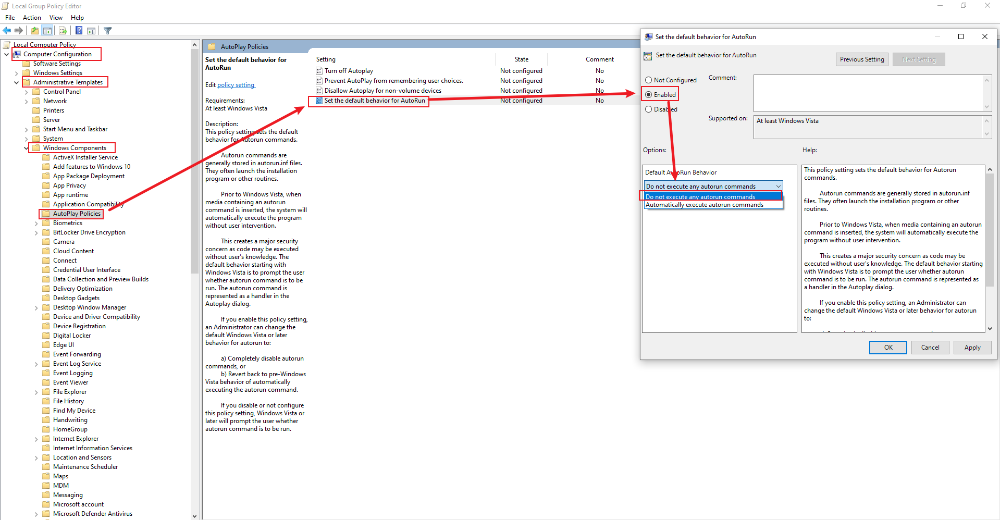 Local Group Policy Editor
File Action View Help
Local Computer Policy
Computer Configuration
Software Settings
Windows Settings
Administrative Templates
Control Panel
Network
Printers
Server
Start Menu and Taskbar
System
Windows Components
ActiveX Installer Service
Add features to Windows 10
App Package Deployment
App Privacy
App runtime
Application Compatibility
AutoPlay Policies
Biometrics
BitLocker Drive Encryption
Camera
Cloud Content
Connect
Credential User Interface
Data Collection and Preview Builds
Delivery Optimization
Desktop Gadgets
Desktop Window Manager
Device and Driver Compatibility
Device Registration
Digital Locker
Edge UI
Event Forwarding
Event Log Service
Event Logging
Event Viewer
File Explorer
File History
Find My Device
Handwriting
HomeGroup
Internet Explorer
Internet Information Services
Location and Sensors
Maintenance Scheduler
Maps
MDM
Messaging
Microsoft account
Microsoft Defender Antivirus
AutoPlay Policies
Set the default behavior for
AutoRun
Edit policy setting
Requirements:
At least Windows Vista
Description:
This policy setting sets the default
behavior for Autorun commands.
Autorun commands are
generally stored in autorun.inf files.
They often launch the installation
program or other routines.
Prior to Windows Vista, when
media containing an autorun
command is inserted, the system will
automatically execute the program
without user intervention.
This creates a major security
concern as code may be executed
without user's knowledge. The
default behavior starting with
Windows Vista is to prompt the user
whether autorun command is to be
run. The autorun command is
represented as a handler in the
Autoplay dialog.
If you enable this policy setting,
an Administrator can change the
default Windows Vista or later
behavior for autorun to:
a) Completely disable autorun
commands, or
b) Revert back to pre-Windows
Vista behavior of automatically
executing the autorun command.
If you disable or not configure
this policy setting, Windows Vista or
later will prompt the user whether
autorun command is to be run.
Setting State Comment
Turn off Autoplay Not configured No
Prevent AutoPlay from remembering user choices. Not configured No
Disallow Autoplay for non-volume devices Not configured No
Set the default behavior for AutoRun Not configured No
Set the default behavior for AutoRun
Set the default behavior for AutoRun
Previous Setting Next Setting
Not Configured
Enabled
Disabled
Comment:
Supported on: At least Windows Vista
Options: Help:
Default AutoRun Behavior
Do not execute any autorun commands
Do not execute any autorun commands
Automatically execute autorun commands
This policy setting sets the default behavior for Autorun
commands.
Autorun commands are generally stored in autorun.inf
files. They often launch the installation program or other
routines.
Prior to Windows Vista, when media containing an autorun
command is inserted, the system will automatically execute the
program without user intervention.
This creates a major security concern as code may be
executed without user's knowledge. The default behavior starting
with Windows Vista is to prompt the user whether autorun
command is to be run. The autorun command is represented as
a handler in the Autoplay dialog.
If you enable this policy setting, an Administrator can
change the default Windows Vista or later behavior for autorun
to:
OK Cancel Apply